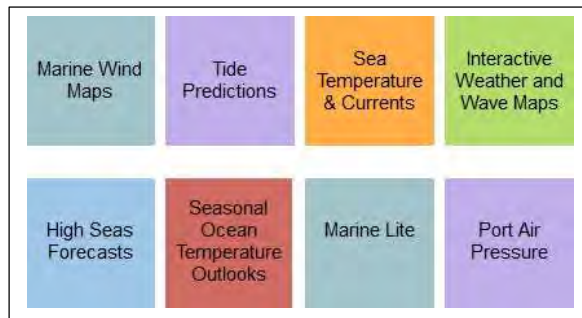 Marine Wind
Maps
Tide
Predictions
Sea
Temperature
& Currents
Interactive
Weather and
Wave Maps
High Seas
Forecasts
Seasonal
Ocean
Temperature
Outlooks
Marine Lite
Port Air
Pressure